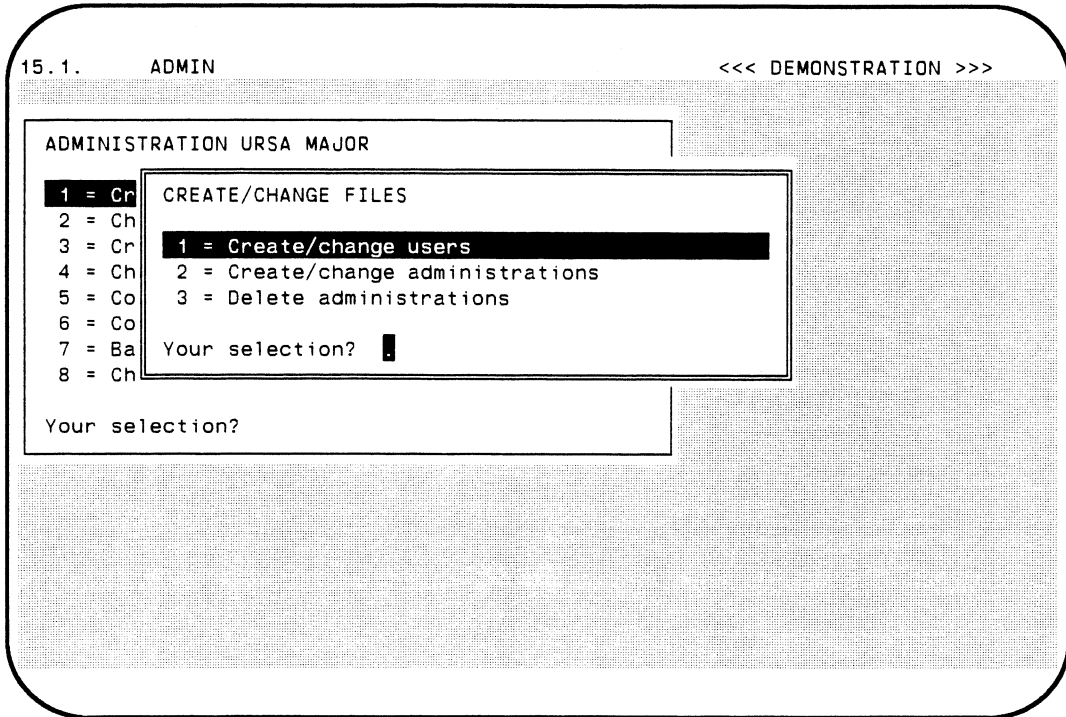 15.1. ADMIN <<< DEMONSTRATION >>>
ADMINISTRATION URSA MAJOR
1 = Cr
2 = Ch
3 = Cr
4 = Ch
5 = Co
6 = Co
7 = Ba
8 = Ch
Your selection?
CREATE/CHANGE FILES
1 = Create/change users
2 = Create/change administrations
3 = Delete administrations
Your selection? .